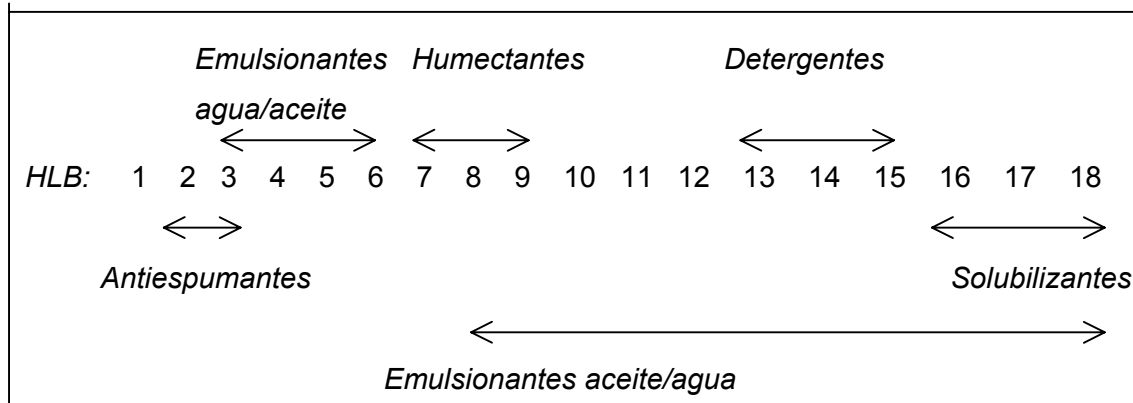 Emulsionantes Humectantes Detergentes
agua/aceite
HLB: 1 2 3 4 5 6 7 8 9 10 11 12 13 14 15 16 17 18
Antiespumantes Solubilizantes
Emulsionantes aceite/agua